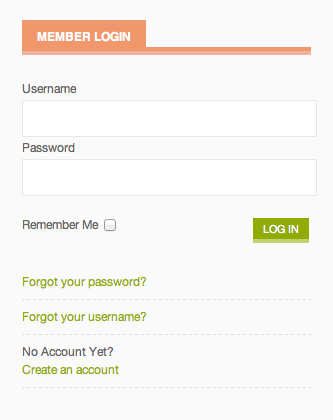 MEMBER LOGIN
Username
Password
Remember Me
LOG IN
Forgot your password?
Forgot your username?
No Account Yet?
Create an account